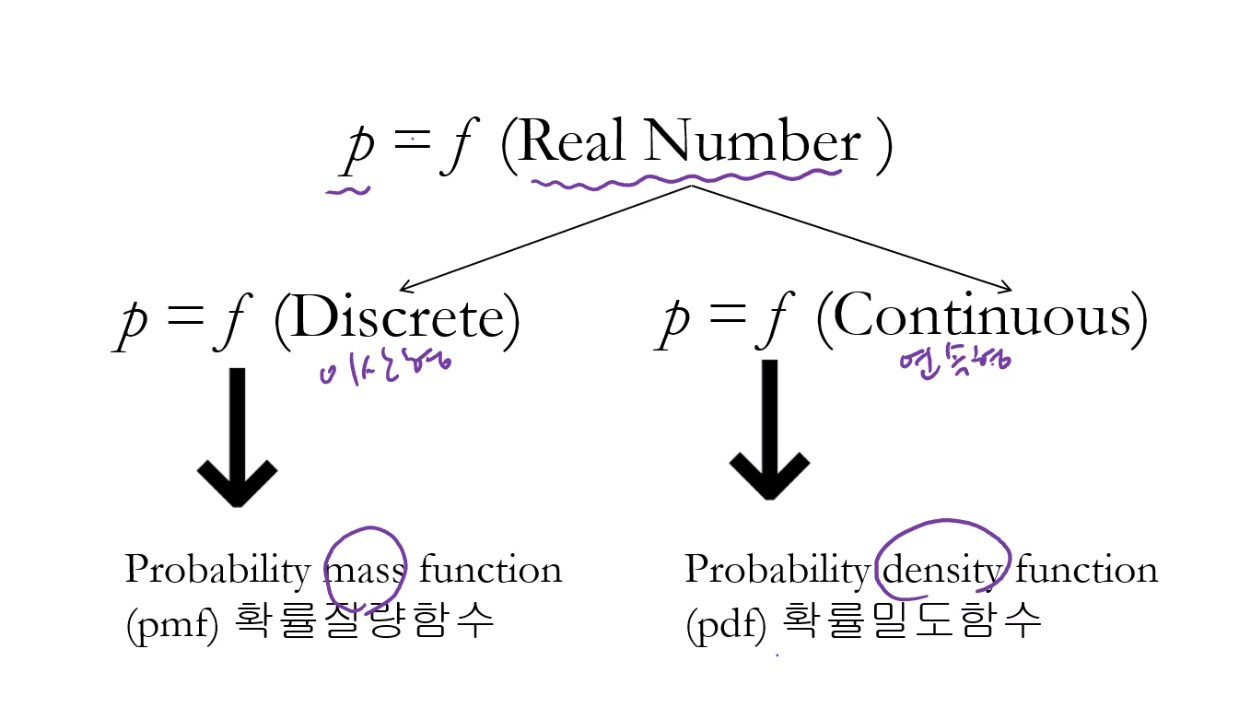 p = f (Real Number )
p = f (Discrete)
이산형
p = f (Continuous)
연속형
Probability mass function
(pmf) 확률질량함수
Probability density function
(pdf) 확률밀도함수